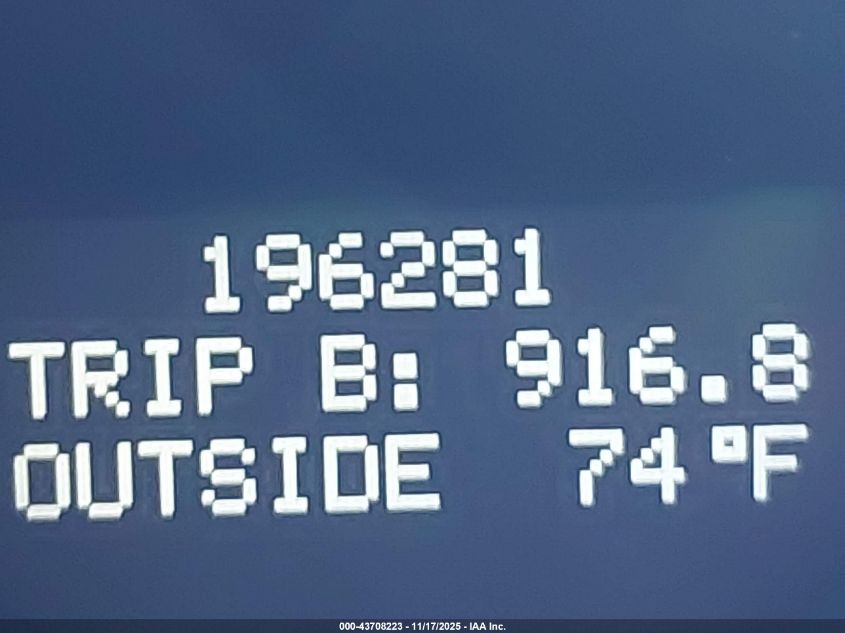 196281
TRIP B: 916.8
OUTSIDE 74°F
000-43708223 - 11/17/2025 - IAA Inc.